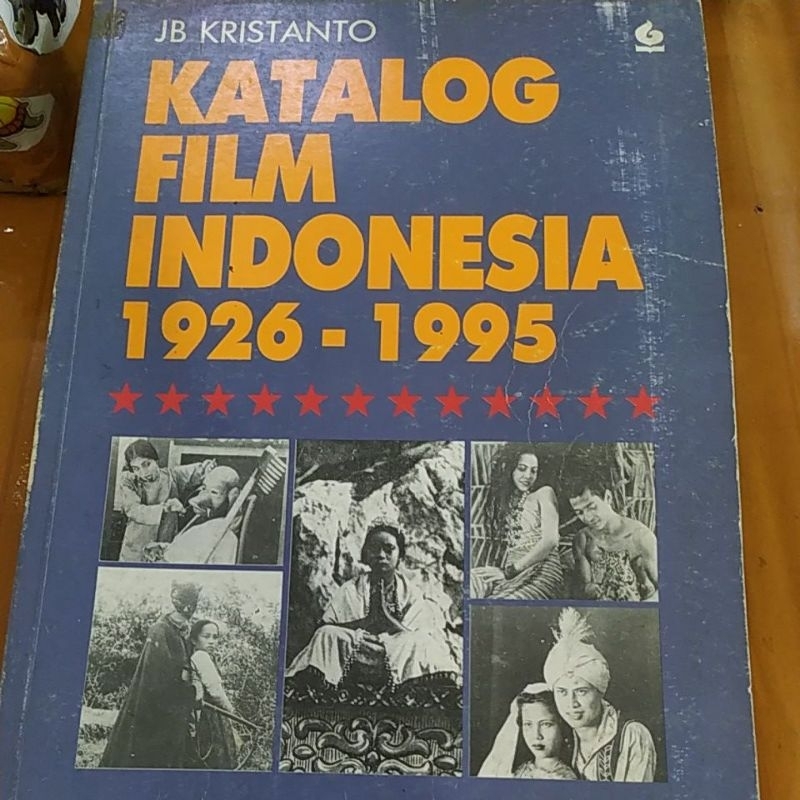 JB KRISTANTO
KATALOG
FILM
INDONESIA
1926 - 1995